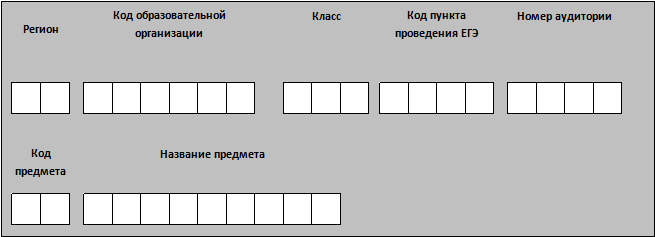 Регион
Код образовательной
организации
Класс
Код пункта
проведения ЕГЭ
Номер аудитории
Код
предмета
Название предмета